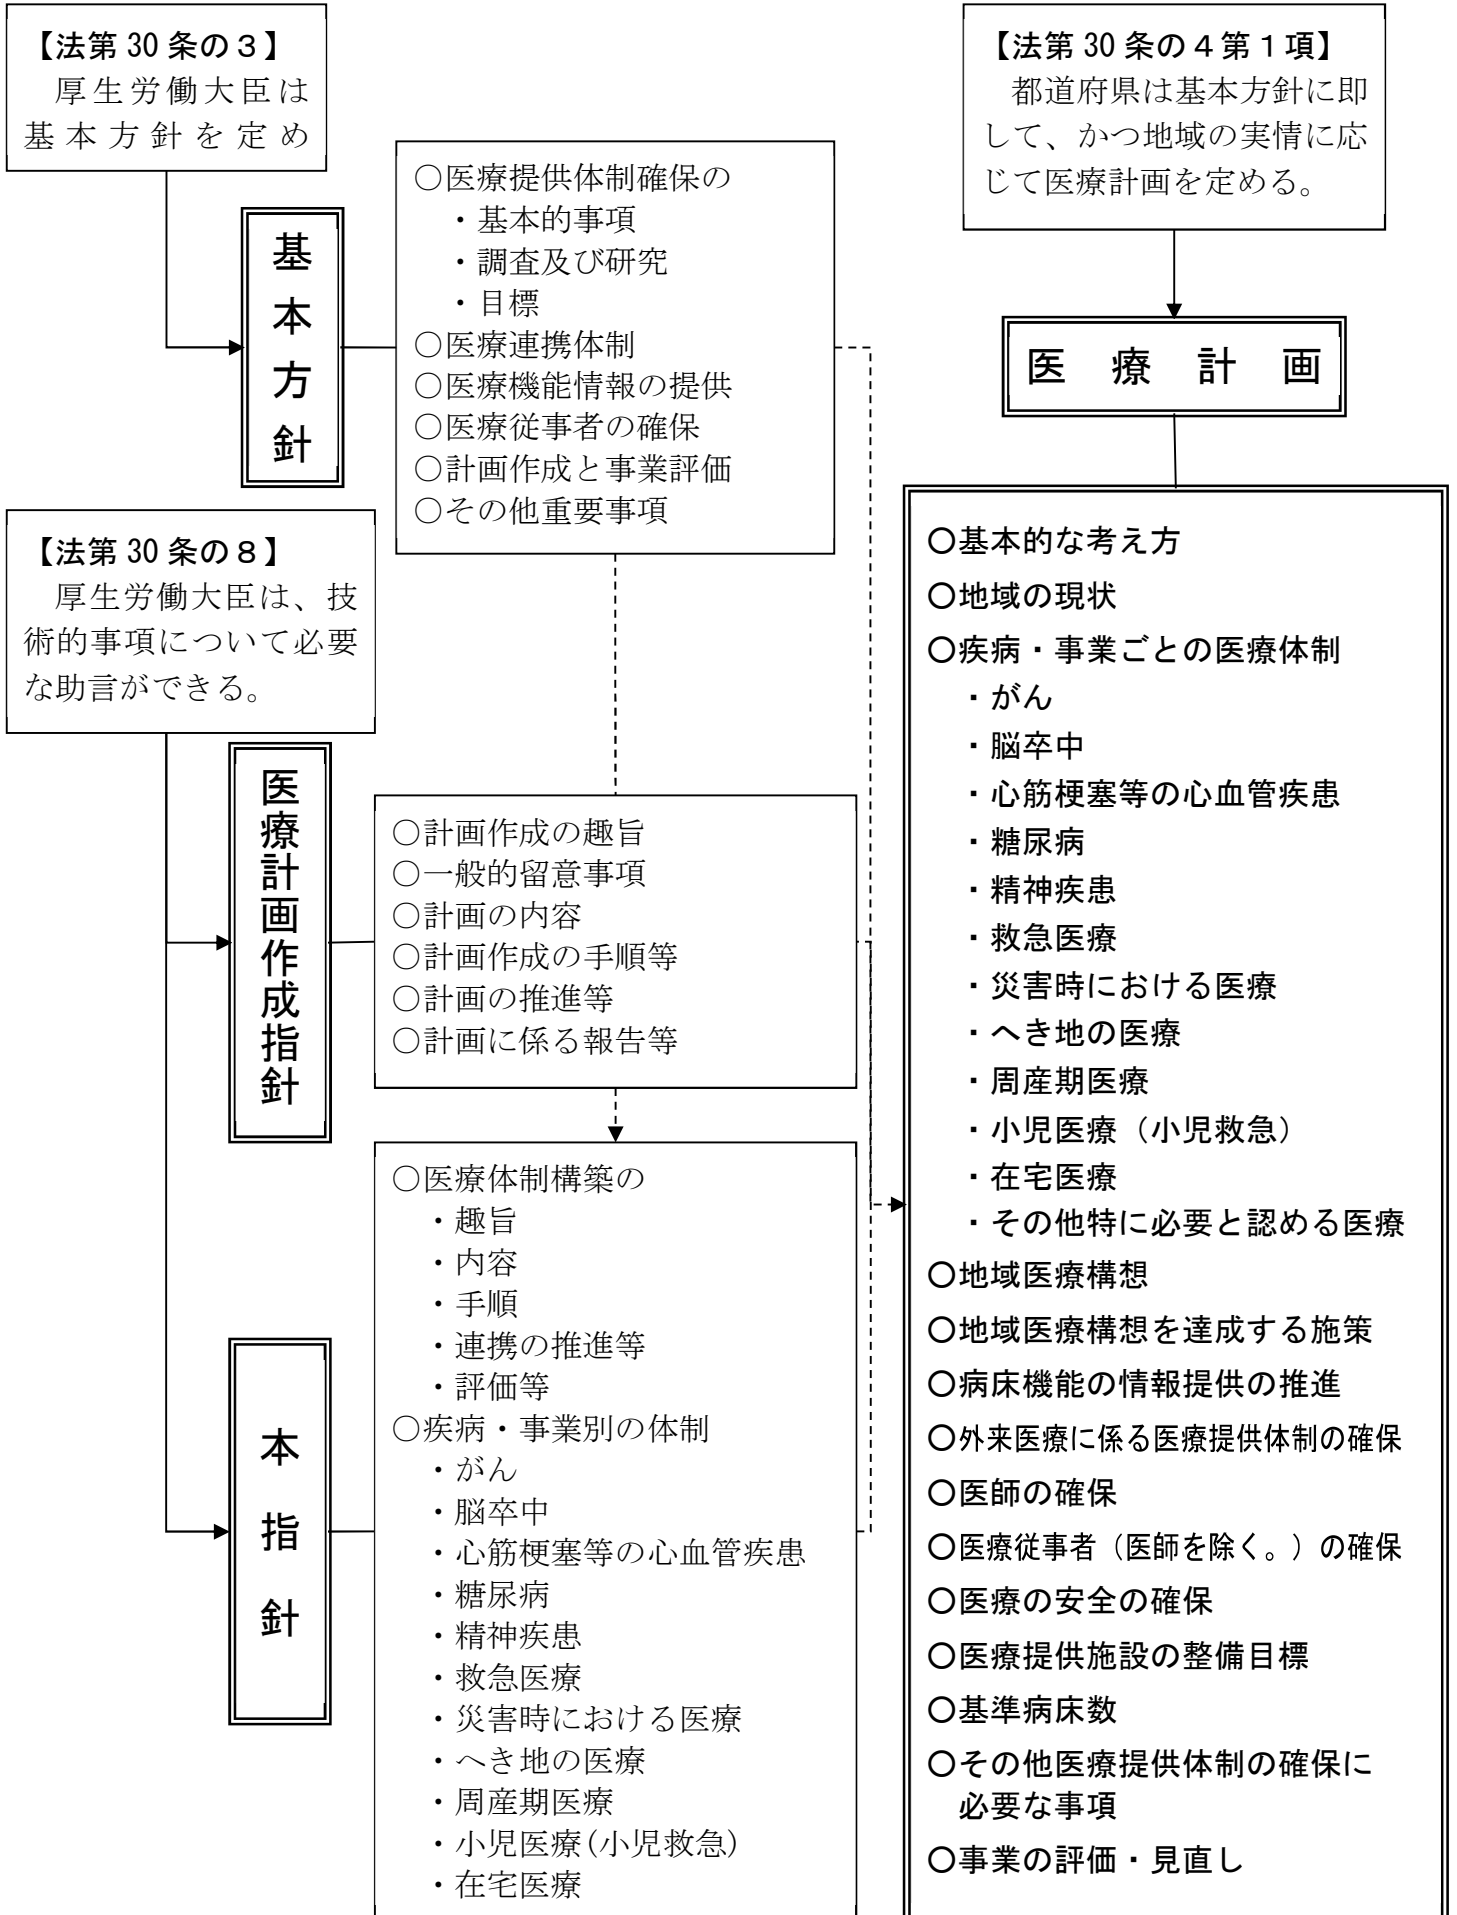 【法第 30 条の３】
厚生労働大臣は
基本方針を定め
基本方針
○医療提供体制確保の
・基本的事項
・調査及び研究
・目標
○医療連携体制
○医療機能情報の提供
○医療従事者の確保
○計画作成と事業評価
○その他重要事項
【法第 30 条の８】
厚生労働大臣は、技
術的事項について必要
な助言ができる。
医療計画作成指針
○計画作成の趣旨
○一般的留意事項
○計画の内容
○計画作成の手順等
○計画の推進等
○計画に係る報告等
本指針
○医療体制構築の
・趣旨
・内容
・手順
・連携の推進等
・評価等
○疾病・事業別の体制
・がん
・脳卒中
・心筋梗塞等の心血管疾患
・糖尿病
・精神疾患
・救急医療
・災害時における医療
・へき地の医療
・周産期医療
・小児医療(小児救急)
・在宅医療
【法第 30 条の４第１項】
都道府県は基本方針に即
して、かつ地域の実情に応
じて医療計画を定める。
医 療 計 画
○基本的な考え方
○地域の現状
○疾病・事業ごとの医療体制
・がん
・脳卒中
・心筋梗塞等の心血管疾患
・糖尿病
・精神疾患
・救急医療
・災害時における医療
・へき地の医療
・周産期医療
・小児医療（小児救急）
・在宅医療
・その他特に必要と認める医療
○地域医療構想
○地域医療構想を達成する施策
○病床機能の情報提供の推進
○外来医療に係る医療提供体制の確保
○医師の確保
○医療従事者（医師を除く。）の確保
○医療の安全の確保
○医療提供施設の整備目標
○基準病床数
○その他医療提供体制の確保に
必要な事項
○事業の評価・見直し